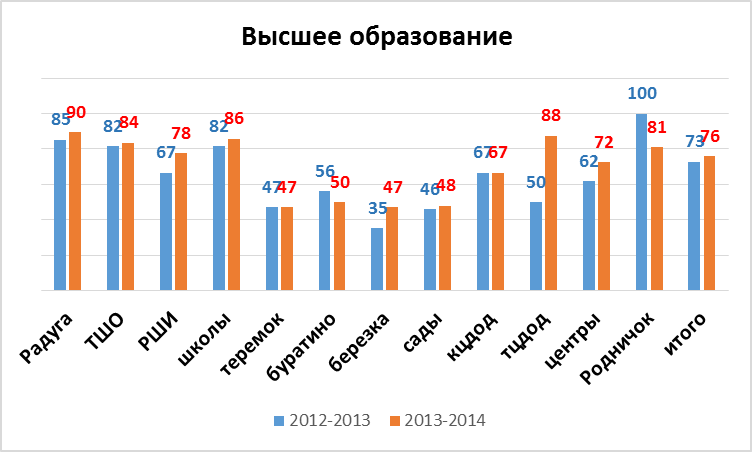 Высшее образование
85 90 82 84 67 78 82 86 47 47 56 50 35 47 46 48 67 67 50 88 62 72 100 81 73 76
Радуга ТШО РШИ школы теремок буратино березка сады кцдод тцдод центры Родничок итого
2012-2013 2013-2014